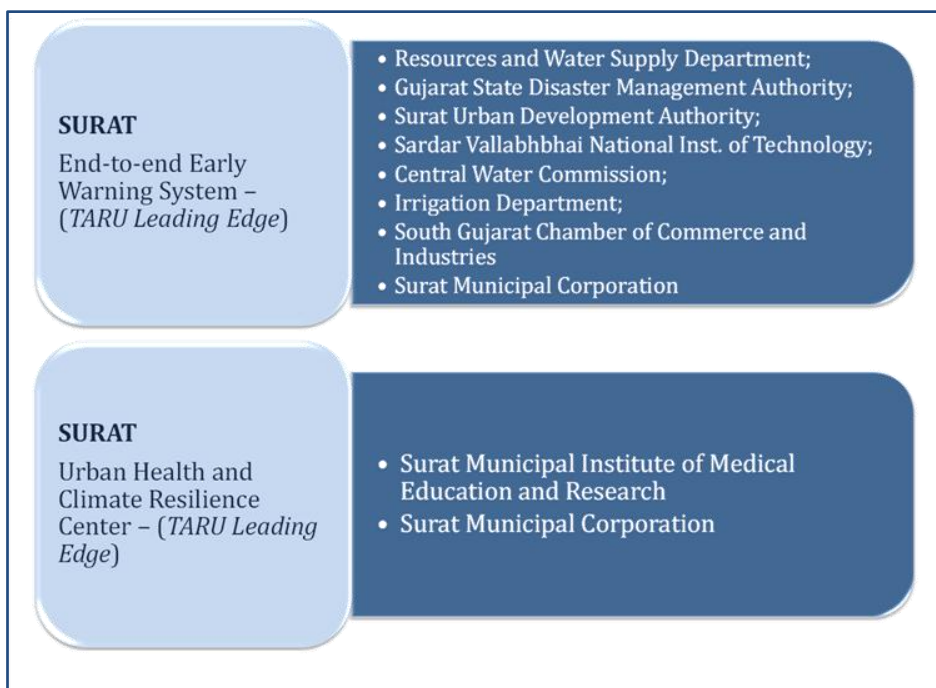 SURAT
End-to-end Early
Warning System –
(TARU Leading Edge)
• Resources and Water Supply Department;
• Gujarat State Disaster Management Authority;
• Surat Urban Development Authority;
• Sardar Vallabhbhai National Inst. of Technology;
• Central Water Commission;
• Irrigation Department;
• South Gujarat Chamber of Commerce and
Industries
• Surat Municipal Corporation
SURAT
Urban Health and
Climate Resilience
Center – (TARU Leading
Edge)
• Surat Municipal Institute of Medical
Education and Research
• Surat Municipal Corporation